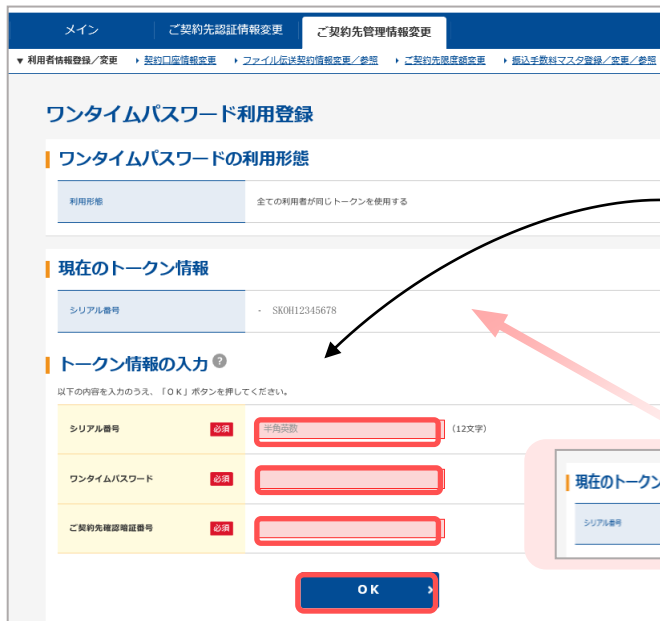 メイン ご契約先認証情報変更 ご契約先管理情報変更
▼ 利用者情報登録／変更 ▸ 契約口座情報変更 ▸ ファイル伝送契約情報変更／参照 ▸ ご契約先限度額変更 ▸ 振込手数料マスタ登録／変更／参照
ワンタイムパスワード利用登録
ワンタイムパスワードの利用形態
利用形態 全ての利用者が同じトークンを使用する
現在のトークン情報
シリアル番号 - SKOH12345678
トークン情報の入力 ?
以下の内容を入力のうえ、「ＯＫ」ボタンを押してください。
シリアル番号 必須 半角英数 (12文字)
ワンタイムパスワード 必須
ご契約先確認暗証番号 必須
ＯＫ
現在のトークン
シリアル番号